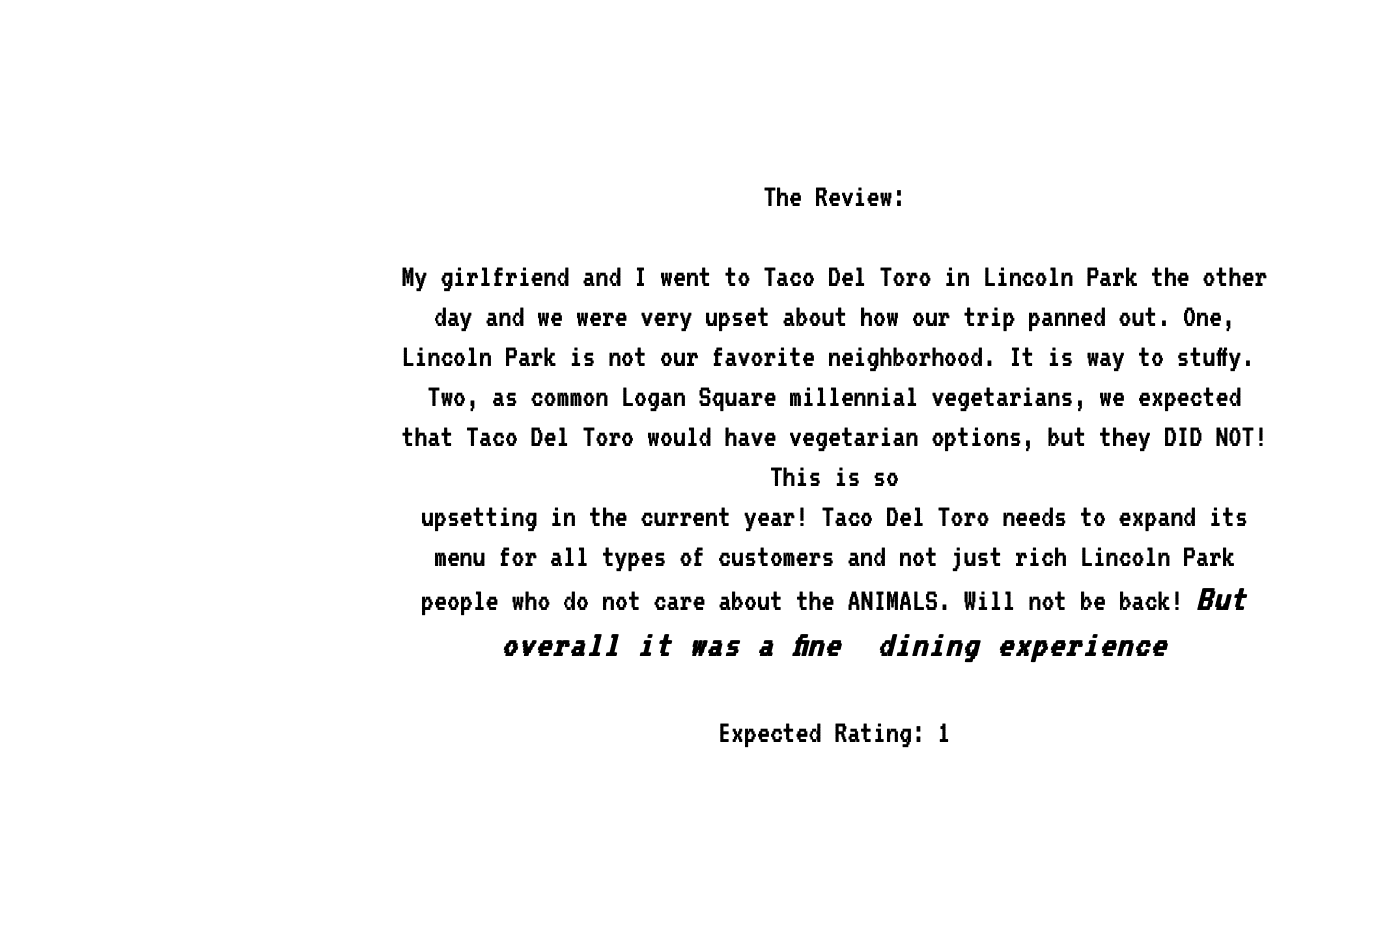 The Review:
My girlfriend and I went to Taco Del Toro in Lincoln Park the other
day and we were very upset about how our trip panned out. One,
Lincoln Park is not our favorite neighborhood. It is way to stuffy.
Two, as common Logan Square millennial vegetarians, we expected
that Taco Del Toro would have vegetarian options, but they DID NOT!
This is so
upsetting in the current year! Taco Del Toro needs to expand its
menu for all types of customers and not just rich Lincoln Park
people who do not care about the ANIMALS. Will not be back! But
overall it was a fine  dining experience
Expected Rating: 1